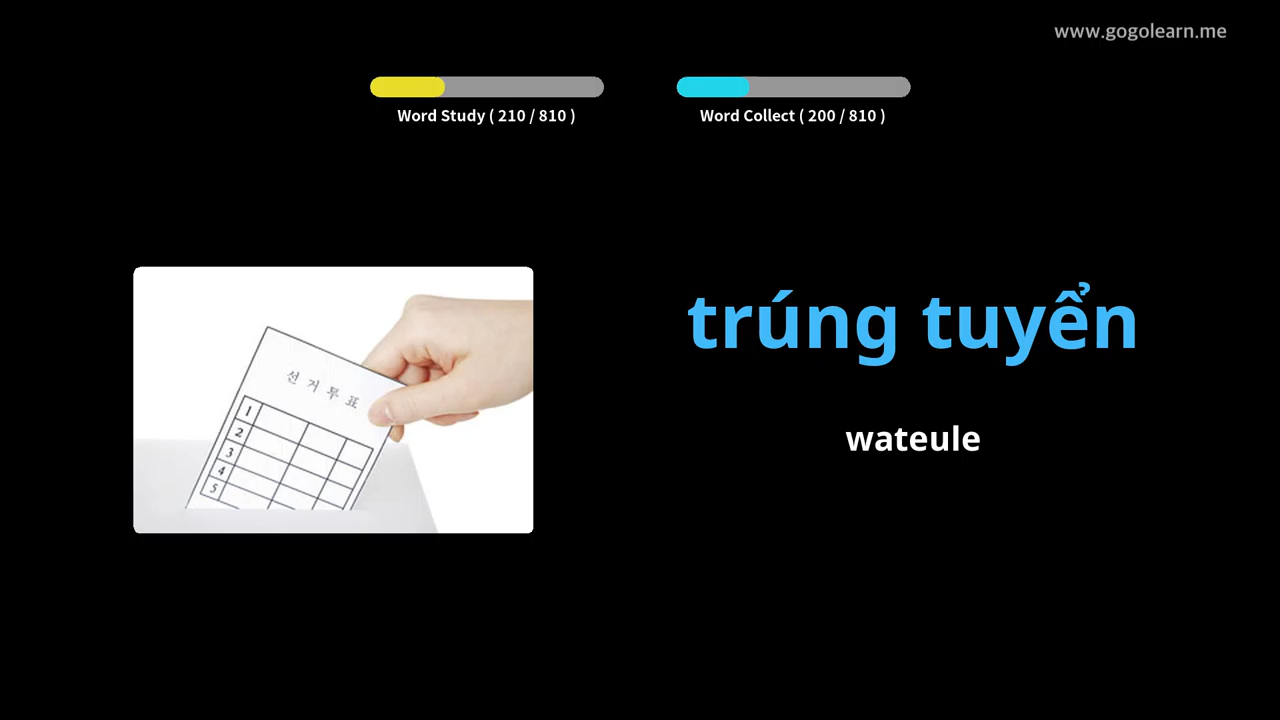 www.gogolearn.me
Word Study ( 210 / 810 )
Word Collect ( 200 / 810 )
선거투표
1
2
3
4
5
trúng tuyển
wateule